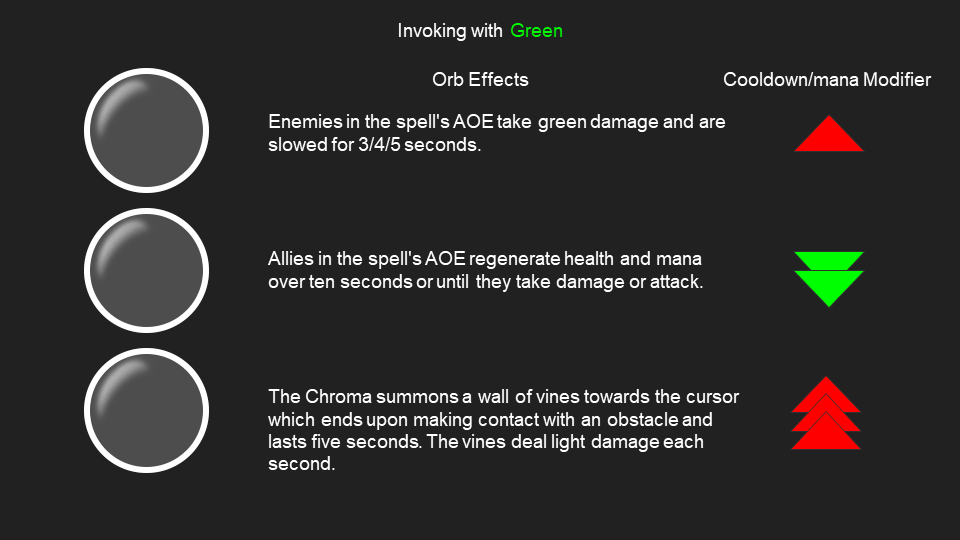 Invoking with Green
Orb Effects
Cooldown/mana Modifier
Enemies in the spell's AOE take green damage and are
slowed for 3/4/5 seconds.
Allies in the spell's AOE regenerate health and mana
over ten seconds or until they take damage or attack.
The Chroma summons a wall of vines towards the cursor
which ends upon making contact with an obstacle and
lasts five seconds. The vines deal light damage each
second.